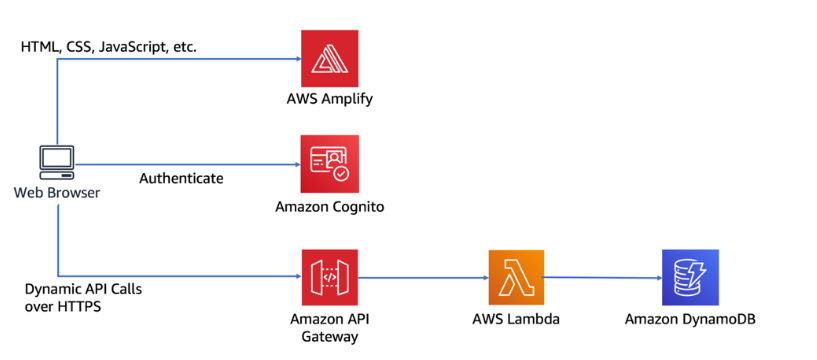 HTML, CSS, JavaScript, etc.
AWS Amplify
Web Browser
Authenticate
Amazon Cognito
Dynamic API Calls
over HTTPS
Amazon API
Gateway
AWS Lambda
Amazon DynamoDB